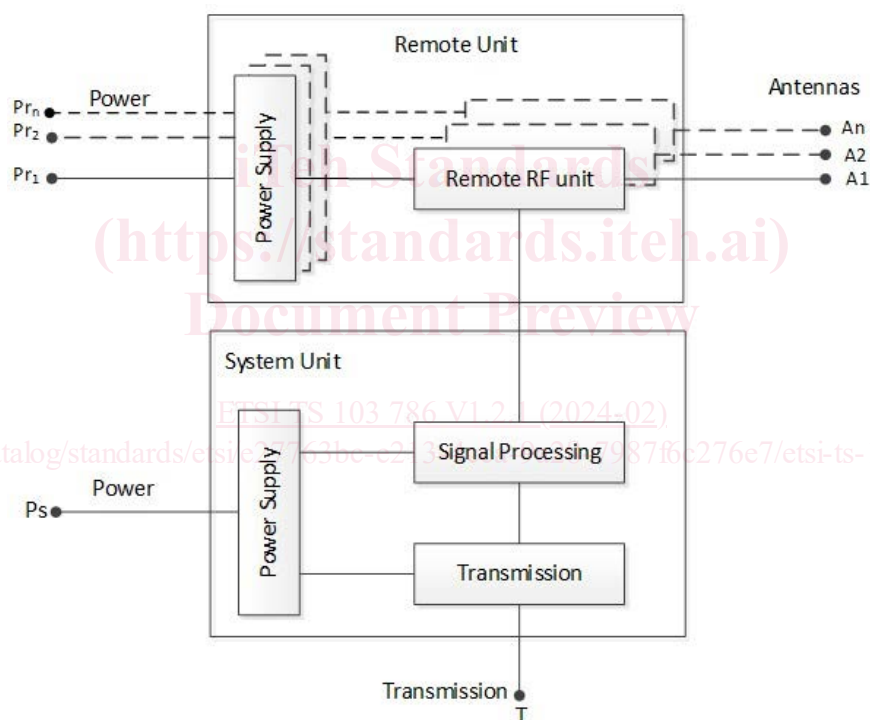 Remote Unit
Power
Antennas
Prn
Pr2
Pr1
Power Supply
Remote RF unit
An
A2
A1
iTeh Standards
(https://standards.iteh.ai)
Document Preview
System Unit
ETSI TS 103 786 V1.2.1 (2024-02)
Signal Processing
Power
Ps
Power Supply
Transmission
Transmission
T